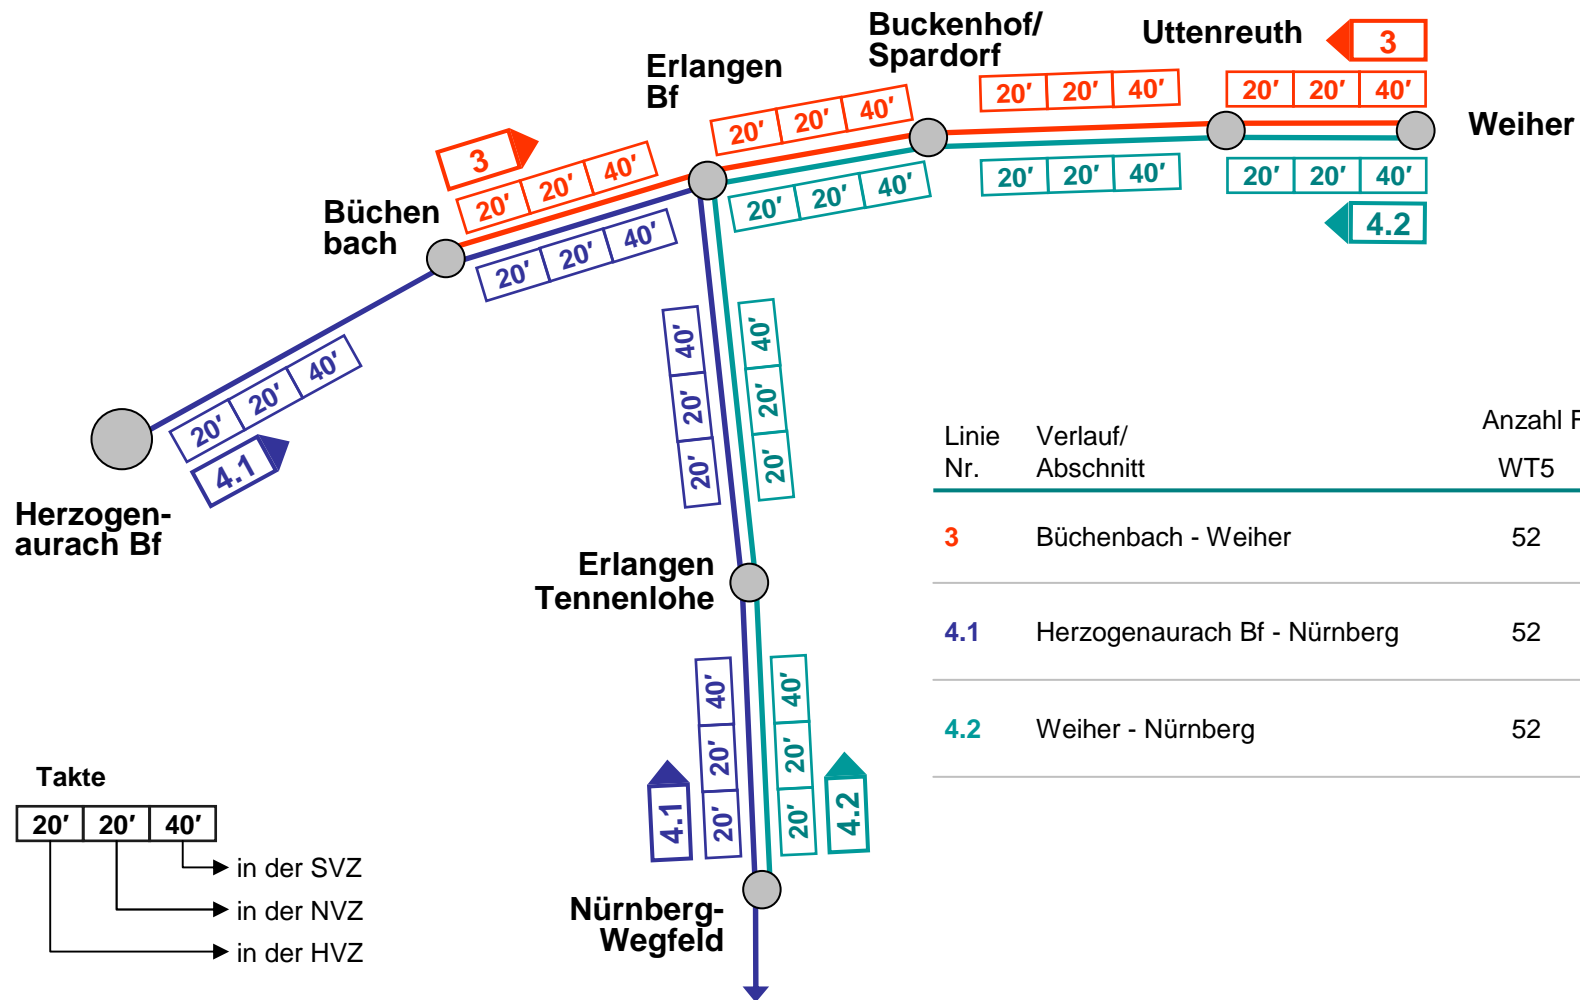 Buckenhof/
Spardorf
Uttenreuth
3
Erlangen
Bf
20' 20' 40'
20' 20' 40'
20' 20' 40'
Weiher
3
20' 20' 40'
20' 20' 40'
20' 20' 40'
20' 20' 40'
4.2
Büchen
bach
20' 20' 40'
20' 20' 40'
4.1
Herzogen-
aurach Bf
20' 20' 40'
20' 20' 40'
Erlangen
Tennenlohe
20' 20' 40'
20' 20' 40'
4.1
4.2
Nürnberg-
Wegfeld
Linie
Nr.
Verlauf/
Abschnitt
Anzahl F
WT5
3 Büchenbach - Weiher 52
4.1 Herzogenaurach Bf - Nürnberg 52
4.2 Weiher - Nürnberg 52
Takte
20' 20' 40'
in der SVZ
in der NVZ
in der HVZ